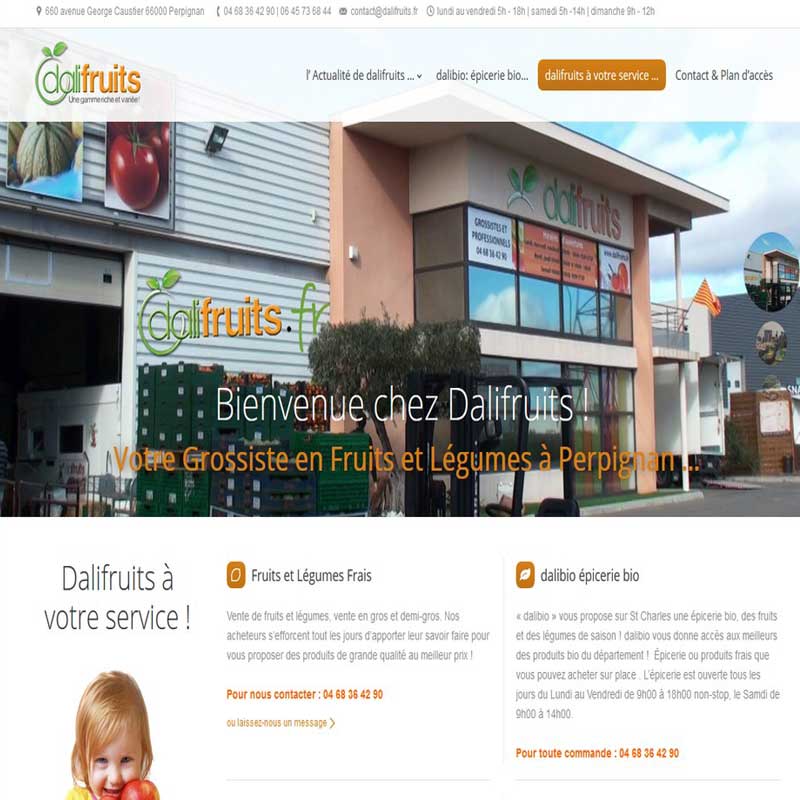 660 avenue George Caustier 66000 Perpignan 04 68 36 42 90 | 06 45 73 68 44 contact@dalifruits.fr lundi au vendredi 5h - 18h | samedi 5h -14h | dimanche 9h - 12h
dalifruits
Une gamme riche et variée!
l' Actualité de dalifruits ... dalibio: épicerie bio... dalifruits à votre service ... Contact & Plan d'accès
dalifruits
GROSSISTES ET
PROFESSIONNELS
04 68 36 42 90
www.dalifruits.fr
dalifruits.fr
SNA
Bienvenue chez Dalifruits !
Votre Grossiste en Fruits et Légumes à Perpignan ...
Dalifruits à
votre service !
Fruits et Légumes Frais
Vente de fruits et légumes, vente en gros et demi-gros. Nos
acheteurs s'efforcent tout les jours d'apporter leur savoir faire pour
vous proposer des produits de grande qualité au meilleur prix !
Pour nous contacter : 04 68 36 42 90
ou laissez-nous un message
dalibio épicerie bio
« dalibio » vous propose sur St Charles une épicerie bio, des fruits
et des légumes de saison ! dalibio vous donne accès aux meilleurs
des produits bio du département ! Épicerie ou produits frais que
vous pouvez acheter sur place . L'épicerie est ouverte tous les
jours du Lundi au Vendredi de 9h00 à 18h00 non-stop, le Samdi de
9h00 à 14h00.
Pour toute commande : 04 68 36 42 90